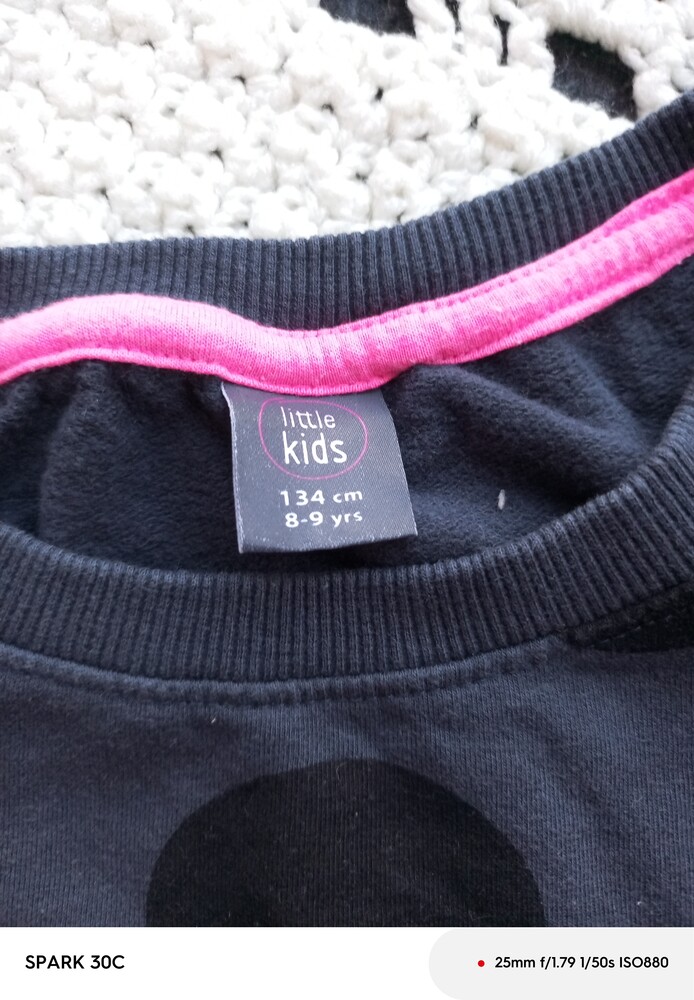 little
kids
134 cm
8-9 yrs
SPARK 30C
25mm f/1.79 1/50s ISO880